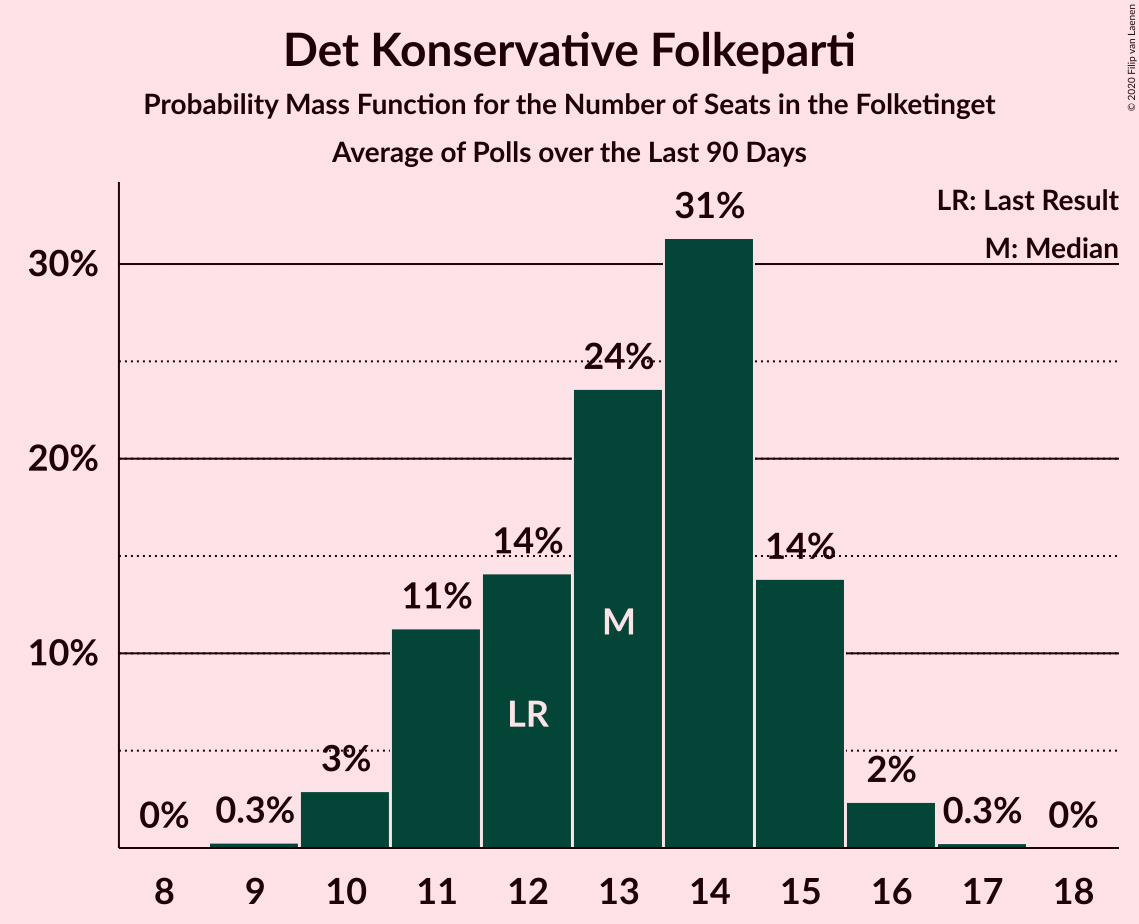 Det Konservative Folkeparti
Probability Mass Function for the Number of Seats in the Folketinget
Average of Polls over the Last 90 Days
© 2020 Filip van Laenen
LR: Last Result
M: Median
31%
30%
24%
20%
14%
14%
11%
M
10%
LR
3%
2%
0%
0.3%
0.3%
0%
8 9 10 11 12 13 14 15 16 17 18